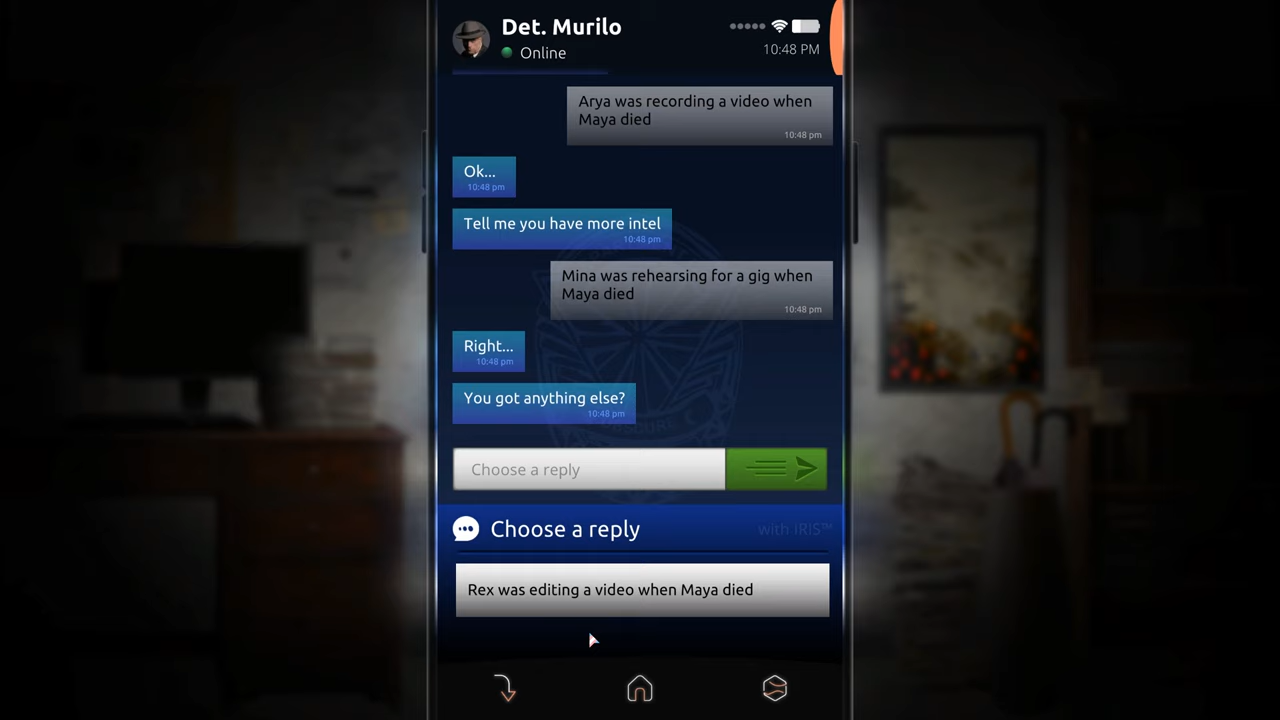 Det. Murilo
Online
10:48 PM
Arya was recording a video when
Maya died
10:48 pm
Ok...
10:48 pm
Tell me you have more intel
10:48 pm
Mina was rehearsing for a gig when
Maya died
10:48 pm
Right...
10:48 pm
You got anything else?
10:48 pm
Choose a reply
Choose a reply
with IRIS™
Rex was editing a video when Maya died